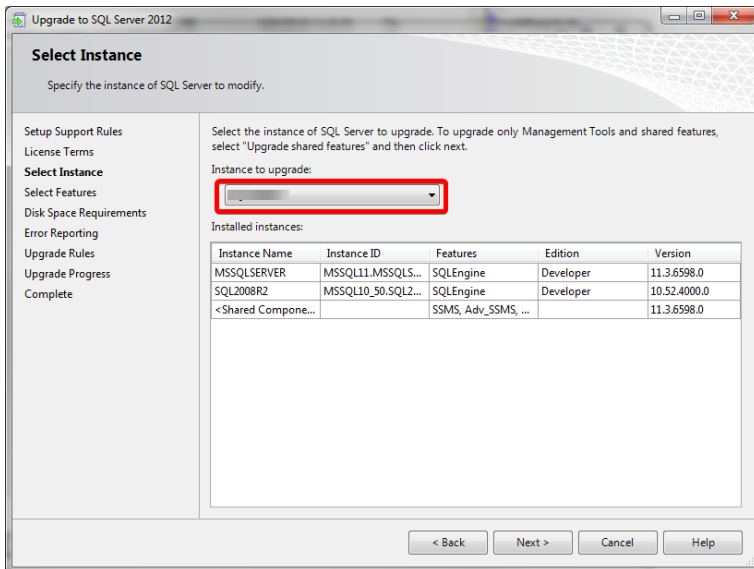 Upgrade to SQL Server 2012
Select Instance
Specify the instance of SQL Server to modify.
Setup Support Rules
License Terms
Select Instance
Select Features
Disk Space Requirements
Error Reporting
Upgrade Rules
Upgrade Progress
Complete
Select the instance of SQL Server to upgrade. To upgrade only Management Tools and shared features,
select "Upgrade shared features" and then click next.
Instance to upgrade:
Installed instances:
Instance Name Instance ID Features Edition Version
MSSQLSERVER MSSQL11.MSSQLS... SQLEngine Developer 11.3.6598.0
SQL2008R2 MSSQL10_50.SQL2... SQLEngine Developer 10.52.4000.0
<Shared Compone... SSMS, Adv_SSMS, ... 11.3.6598.0
< Back Next > Cancel Help